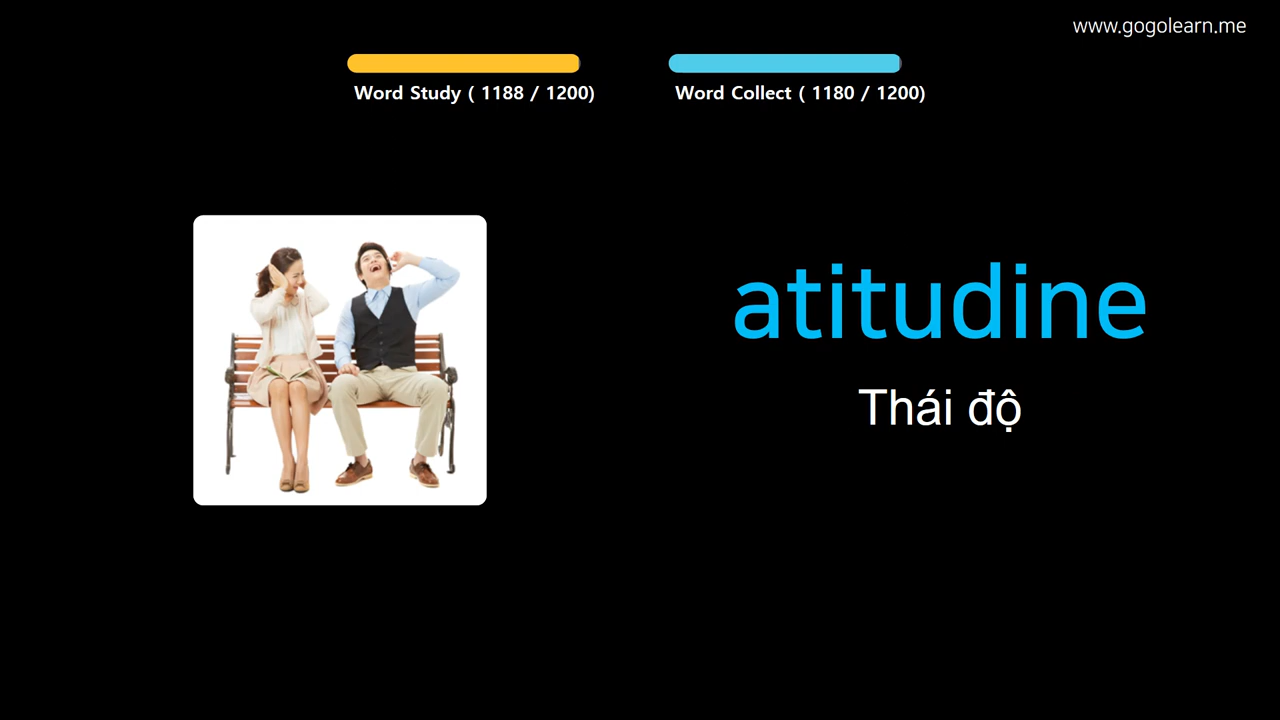 www.gogolearn.me
Word Study ( 1188 / 1200)
Word Collect ( 1180 / 1200)
atitudine
Thái độ